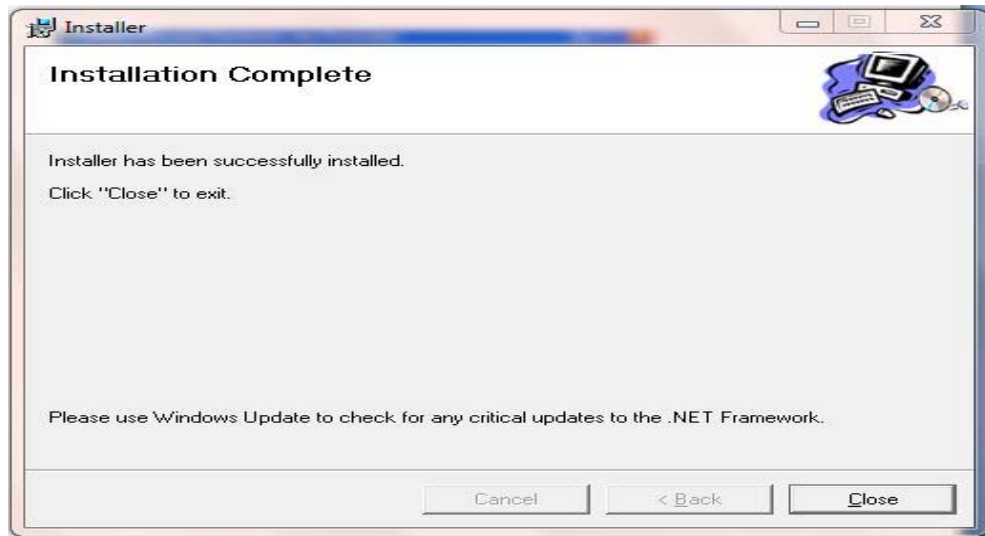 Installer
Installation Complete
Installer has been successfully installed.
Click "Close" to exit.
Please use Windows Update to check for any critical updates to the .NET Framework.
Cancel
< Back
Close